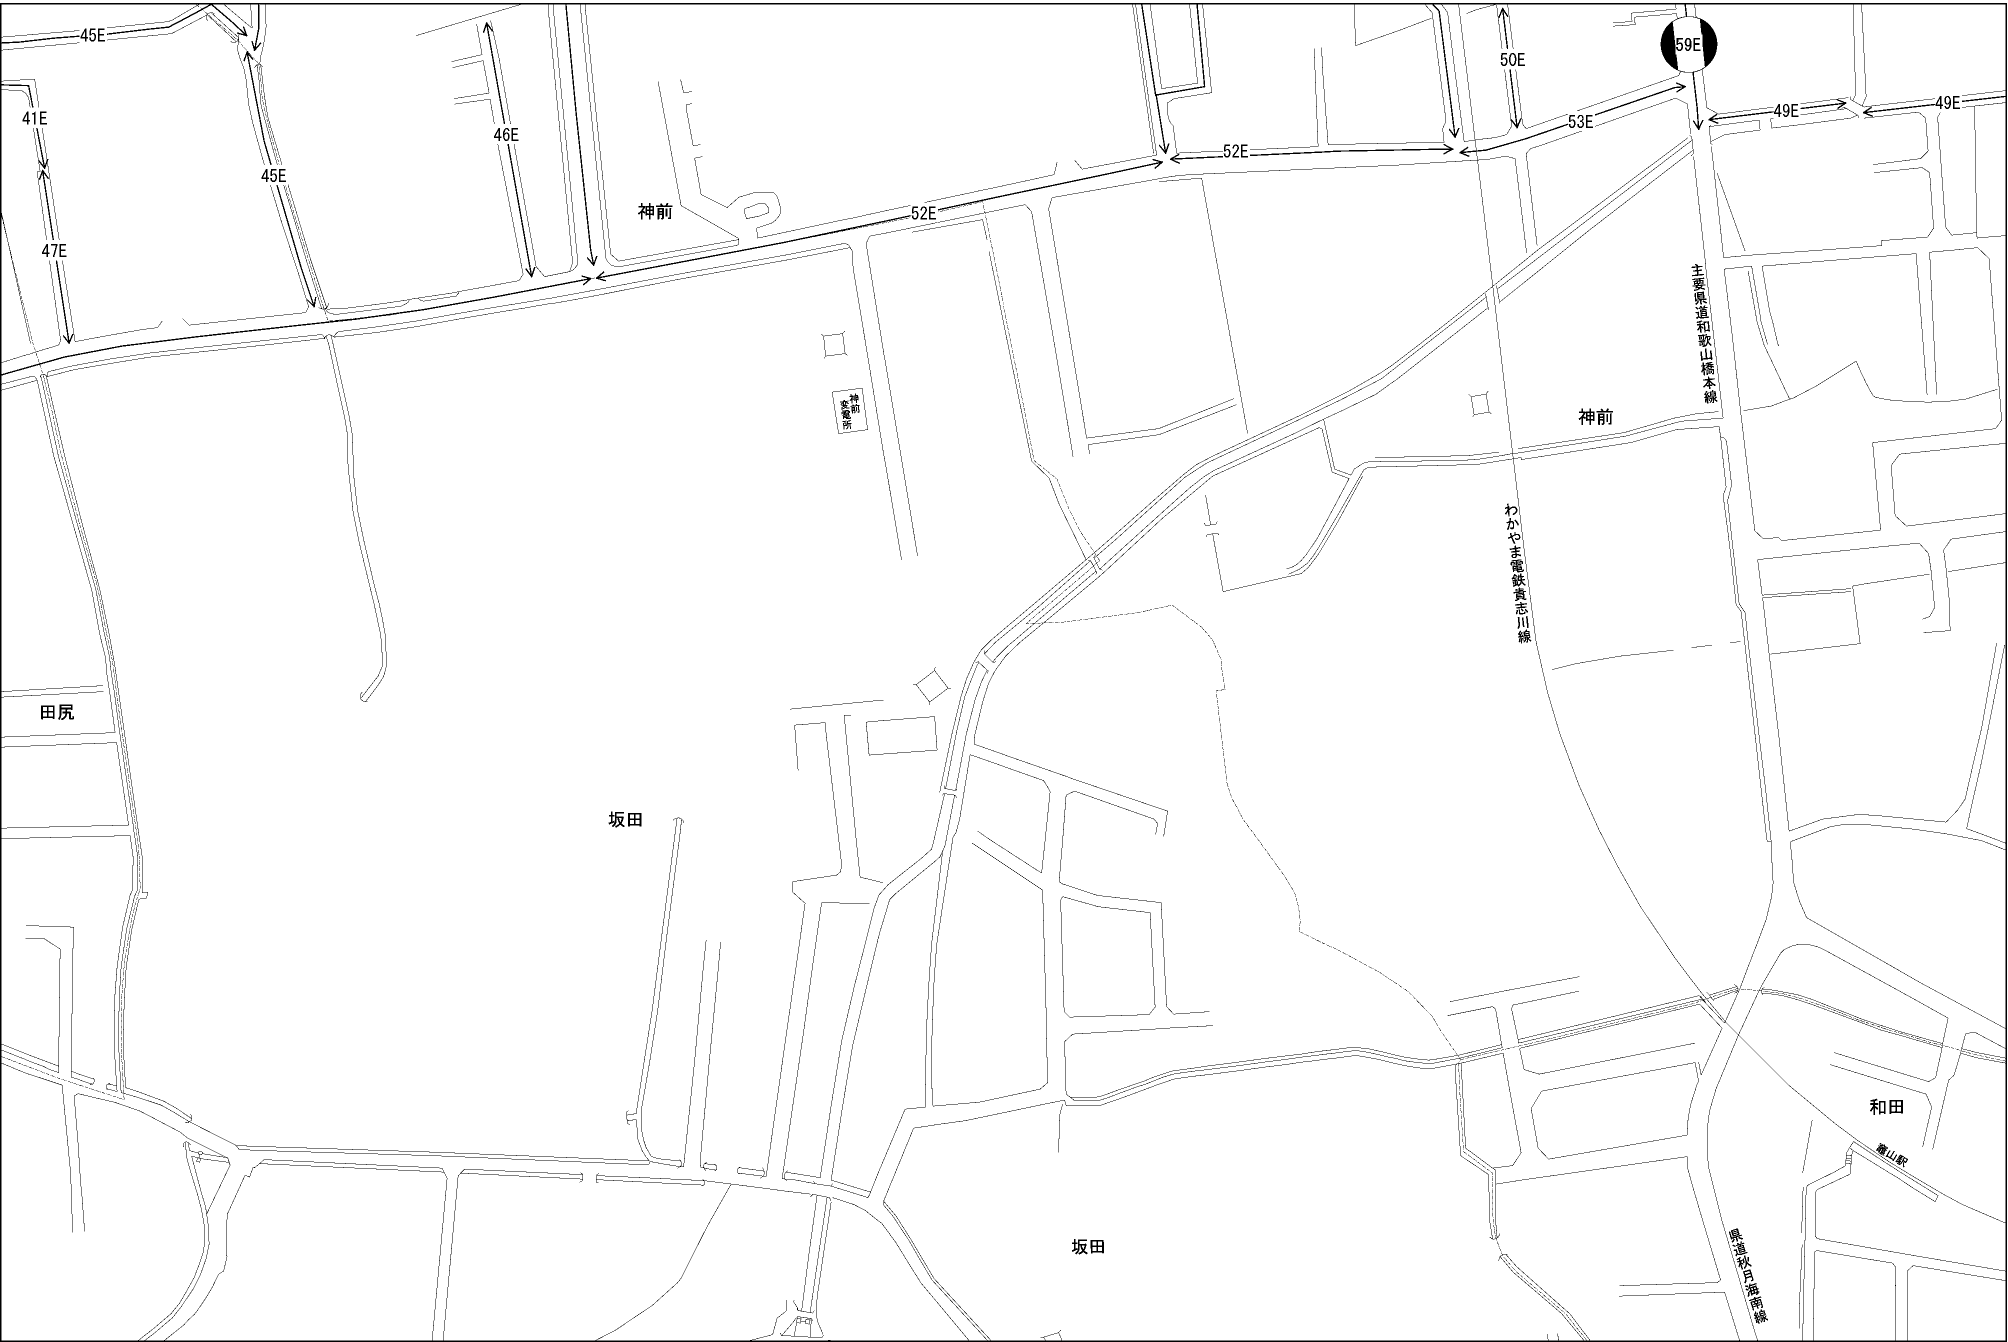 45E
59E
50E
49E
49E
41E
53E
46E
52E
45E
神前
52E
47E
主要県道和歌山橋本線
神前
変電所
神前
わかやま電鉄貴志川線
田尻
坂田
和田
竈山駅
坂田
県道秋月海南線